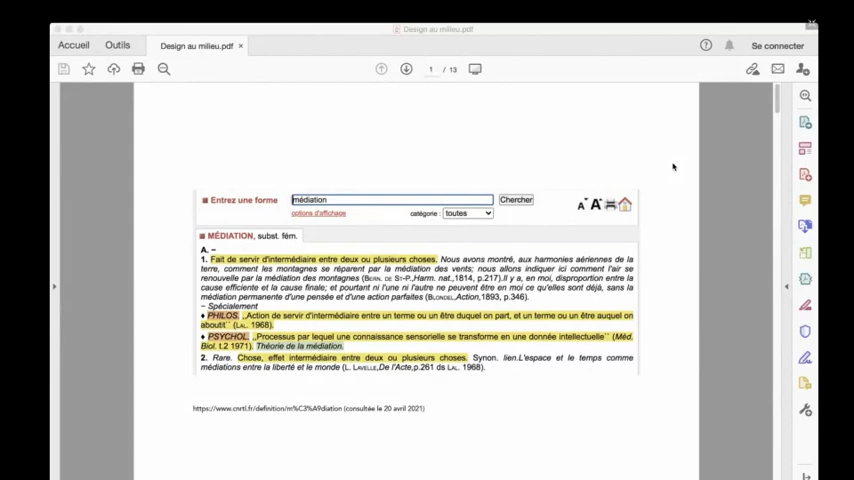 Design au milieu.pdf
Accueil Outils Design au milieu.pdf × Se connecter
1 / 13
Entrez une forme médiation Chercher
options d'affichage catégorie : toutes
MÉDIATION, subst. fém.
A. −
1. Fait de servir d'intermédiaire entre deux ou plusieurs choses. Nous avons montré, aux harmonies aériennes de la
terre, comment les montagnes se réparent par la médiation des vents; nous allons indiquer ici comment l'air se
renouvelle par la médiation des montagnes (BERN. DE ST-P., Harm. nat., 1814, p.217). Il y a, en moi, disproportion entre la
cause efficiente et la cause finale; et pourtant ni l'une ni l'autre ne peuvent être en moi ce qu'elles sont déjà, sans la
médiation permanente d'une pensée et d'une action parfaites (BLONDEL, Action, 1893, p.346).
− Spécialement
♦ PHILOS. ,,Action de servir d'intermédiaire entre un terme ou un être duquel on part, et un terme ou un être auquel on
aboutit`` (LAL. 1968).
♦ PSYCHOL. ,,Processus par lequel une connaissance sensorielle se transforme en une donnée intellectuelle`` (Méd.
Biol. t.2 1971). Théorie de la médiation.
2. Rare. Chose, effet intermédiaire entre deux ou plusieurs choses. Synon. lien. L'espace et le temps comme
médiations entre la liberté et le monde (L. LAVELLE, De l'Acte, p.261 ds LAL. 1968).
https://www.cnrtl.fr/definition/m%C3%A9diation (consultée le 20 avril 2021)